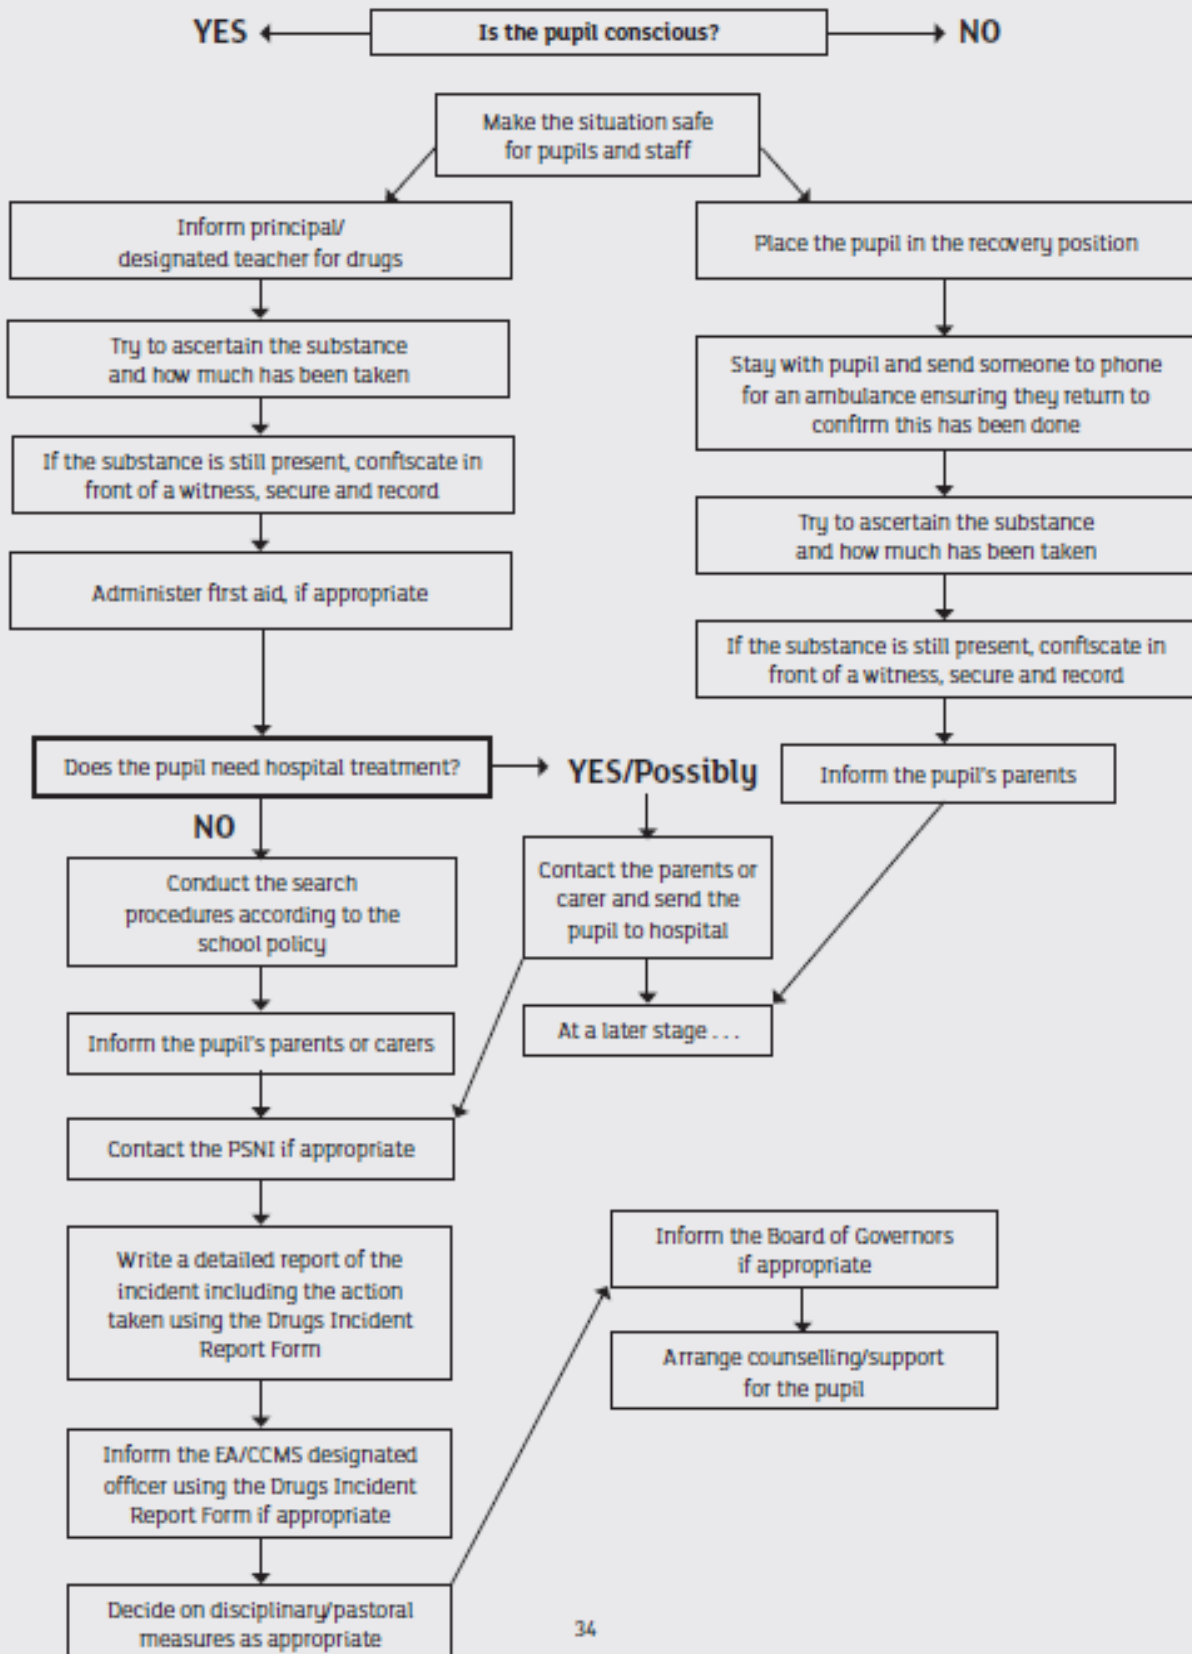 YES
Is the pupil conscious?
NO
Make the situation safe
for pupils and staff
Inform principal/
designated teacher for drugs
Try to ascertain the substance
and how much has been taken
If the substance is still present, confiscate in
front of a witness, secure and record
Administer first aid, if appropriate
Does the pupil need hospital treatment?
NO
Conduct the search
procedures according to the
school policy
Inform the pupil's parents or carers
Contact the PSNI if appropriate
Write a detailed report of the
incident including the action
taken using the Drugs Incident
Report Form
Inform the EA/CCMS designated
officer using the Drugs Incident
Report Form if appropriate
Decide on disciplinary/pastoral
measures as appropriate
YES/Possibly
Contact the parents or
carer and send the
pupil to hospital
At a later stage . . .
Place the pupil in the recovery position
Stay with pupil and send someone to phone
for an ambulance ensuring they return to
confirm this has been done
Try to ascertain the substance
and how much has been taken
If the substance is still present, confiscate in
front of a witness, secure and record
Inform the pupil's parents
Inform the Board of Governors
if appropriate
Arrange counselling/support
for the pupil
34